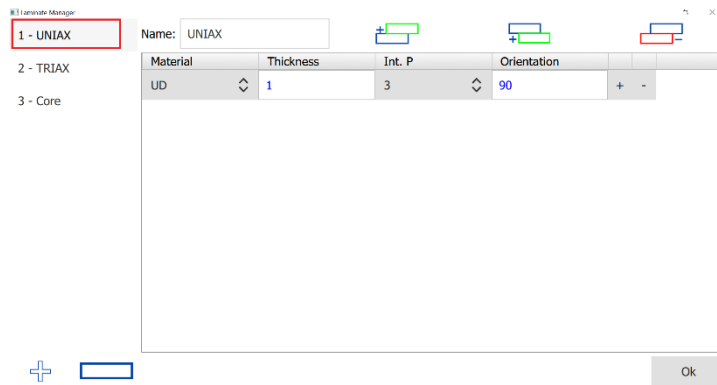 Laminate Manager
1 - UNIAX
Name: UNIAX
Material Thickness Int. P Orientation
2 - TRIAX
UD 1 3 90 + -
3 - Core
Ok